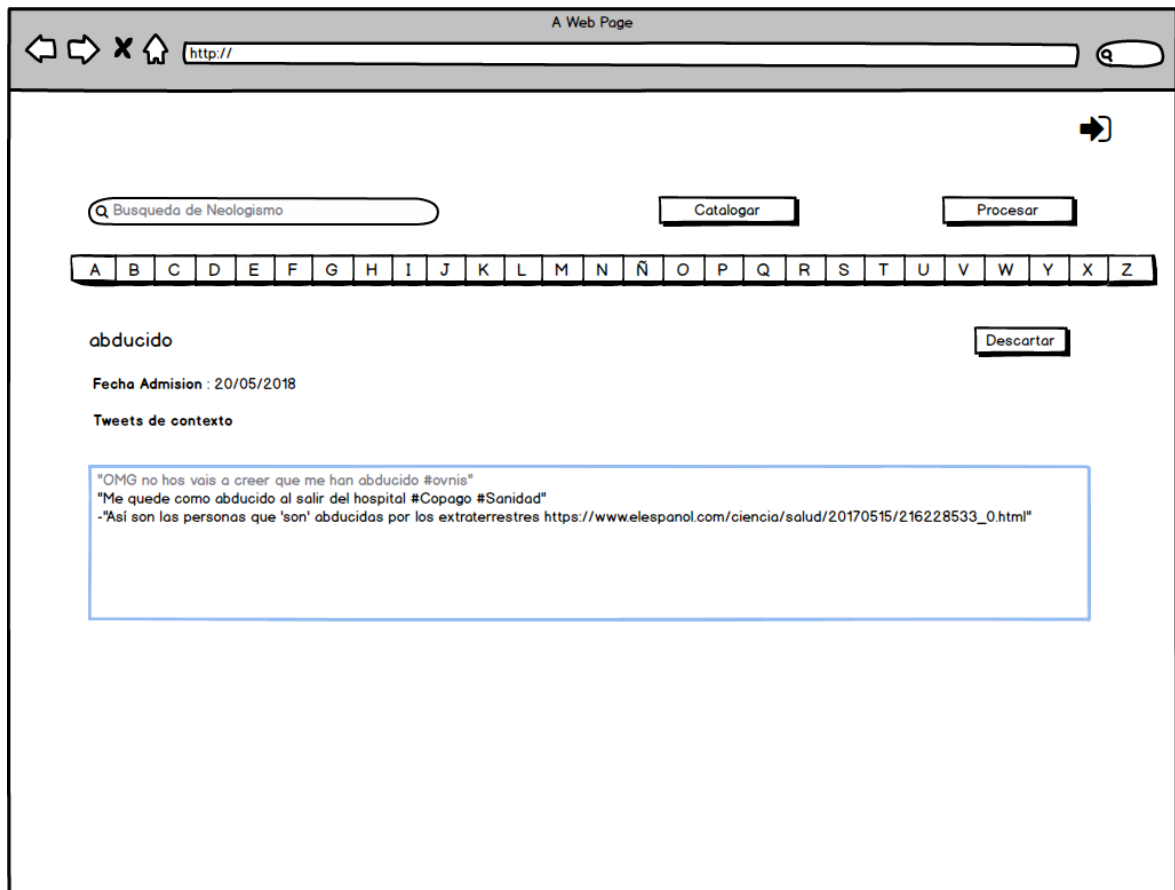 A Web Page
http://
Busqueda de Neologismo
Catalogar
Procesar
A B C D E F G H I J K L M N Ñ O P Q R S T U V W Y X Z
abducido
Descartar
Fecha Admision : 20/05/2018
Tweets de contexto
"OMG no hos vais a creer que me han abducido #ovnis"
"Me quede como abducido al salir del hospital #Copago #Sanidad"
-"Así son las personas que 'son' abducidas por los extraterrestres https://www.elespanol.com/ciencia/salud/20170515/216228533_0.html"